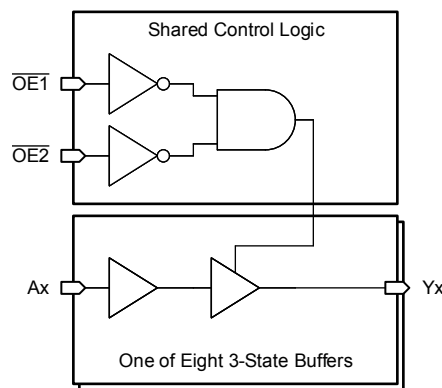 Shared Control Logic
OE1
OE2
Ax
Yx
One of Eight 3-State Buffers